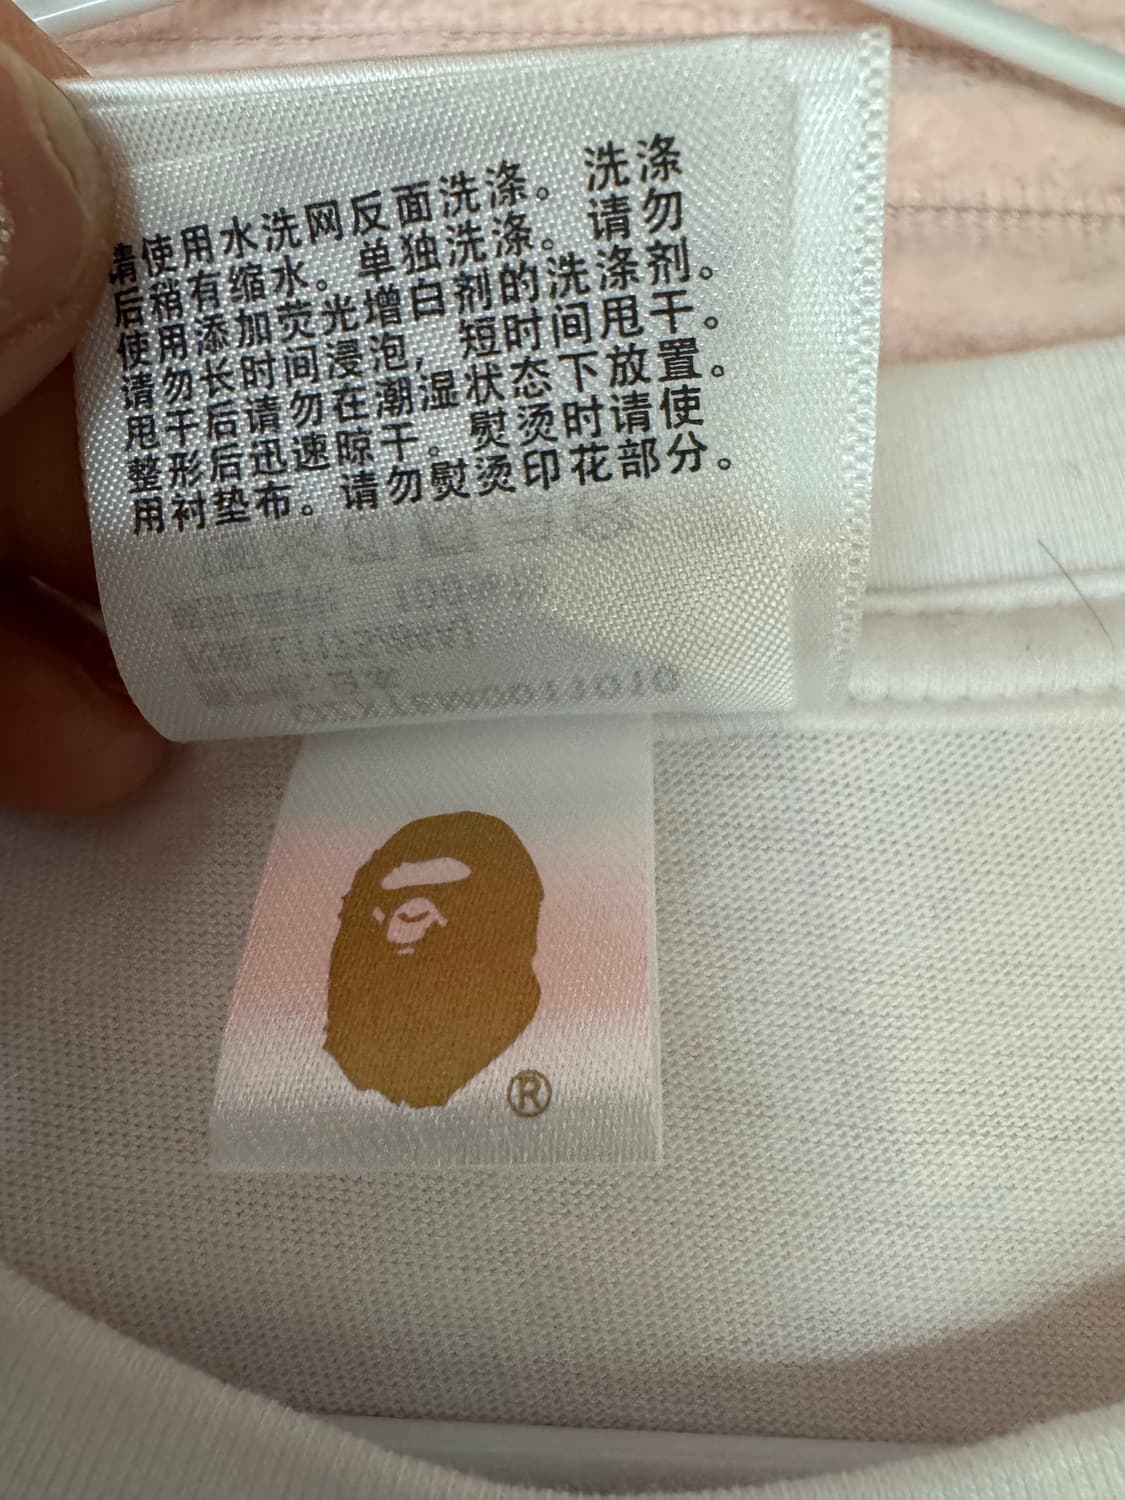 请使用水洗网反面洗涤。洗涤
后稍有缩水。单独洗涤。请勿
使用添加荧光增白剂的洗涤剂。
请勿长时间浸泡，短时间甩干。
甩干后请勿在潮湿状态下放置。
整形后迅速晾干。熨烫时请使
用衬垫布。请勿熨烫印花部分。
®